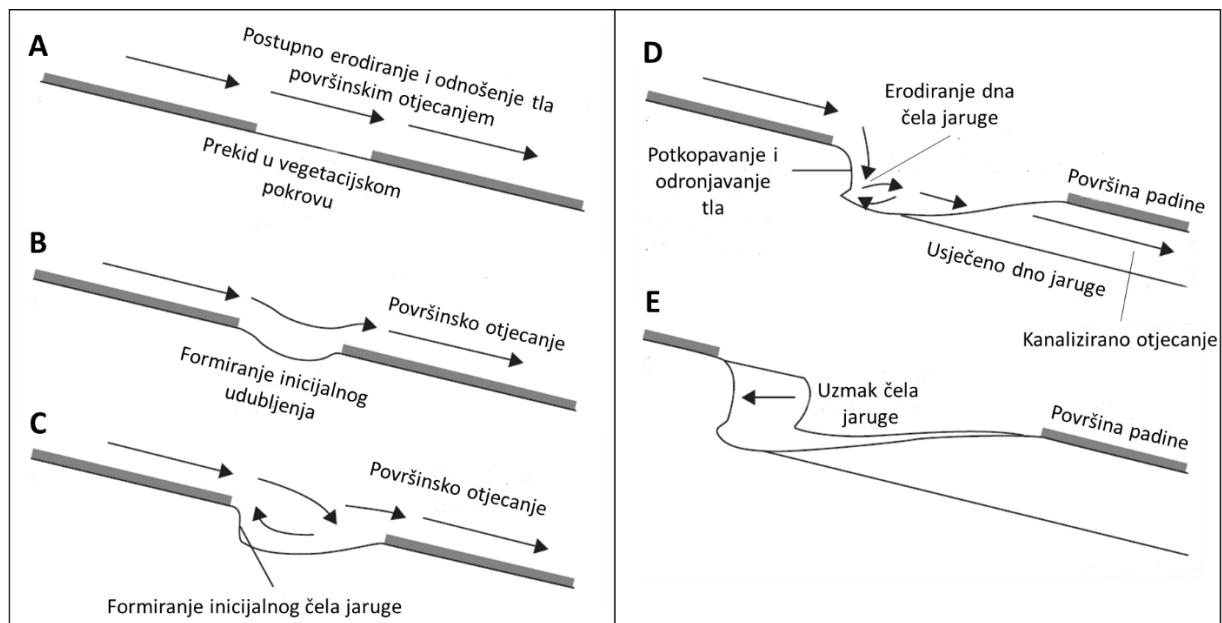 A
Postupno erodiranje i odnošenje tla
površinskim otjecanjem
Prekid u vegetacijskom
pokrovu
B
Površinsko otjecanje
Formiranje inicijalnog
udubljenja
C
Površinsko otjecanje
Formiranje inicijalnog čela jaruge
D
Erodiranje dna
čela jaruge
Potkopavanje i
odronjavanje
tla
Površina padine
Usječeno dno jaruge
Kanalizirano otjecanje
E
Uzmak čela
jaruge
Površina padine